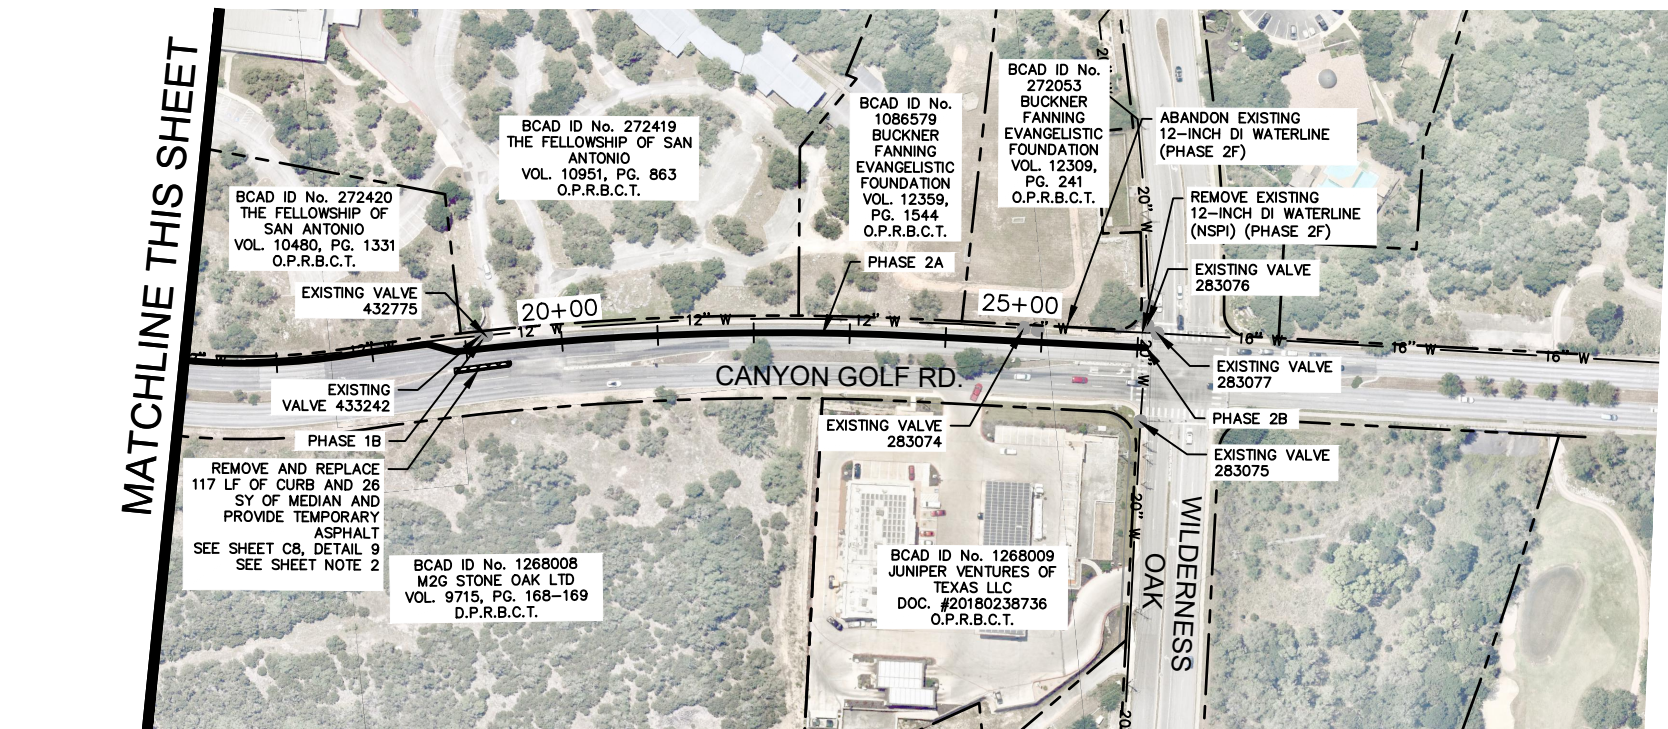 MATCHLINE THIS SHEET
BCAD ID No. 272420
THE FELLOWSHIP OF
SAN ANTONIO
VOL. 10480, PG. 1331
O.P.R.B.C.T.
BCAD ID No. 272419
THE FELLOWSHIP OF SAN
ANTONIO
VOL. 10951, PG. 863
O.P.R.B.C.T.
BCAD ID No.
1086579
BUCKNER
FANNING
EVANGELISTIC
FOUNDATION
VOL. 12359,
PG. 1544
O.P.R.B.C.T.
BCAD ID No.
272053
BUCKNER
FANNING
EVANGELISTIC
FOUNDATION
VOL. 12309,
PG. 241
O.P.R.B.C.T.
20"
ABANDON EXISTING
12-INCH DI WATERLINE
(PHASE 2F)
REMOVE EXISTING
12-INCH DI WATERLINE
(NSPI) (PHASE 2F)
EXISTING VALVE
283076
20" W
PHASE 2A
EXISTING VALVE
432775
20+00
25+00
12" W
12" W
12" W
12" W
12" W
" W
16" W
16" W
16" W
20" W
EXISTING VALVE
283077
CANYON GOLF RD.
EXISTING
VALVE 433242
PHASE 1B
EXISTING VALVE
283074
PHASE 2B
EXISTING VALVE
283075
REMOVE AND REPLACE
117 LF OF CURB AND 26
SY OF MEDIAN AND
PROVIDE TEMPORARY
ASPHALT
SEE SHEET C8, DETAIL 9
SEE SHEET NOTE 2
BCAD ID No. 1268008
M2G STONE OAK LTD
VOL. 9715, PG. 168-169
D.P.R.B.C.T.
BCAD ID No. 1268009
JUNIPER VENTURES OF
TEXAS LLC
DOC. #20180238736
O.P.R.B.C.T.
20" W
WILDERNESS
OAK
20